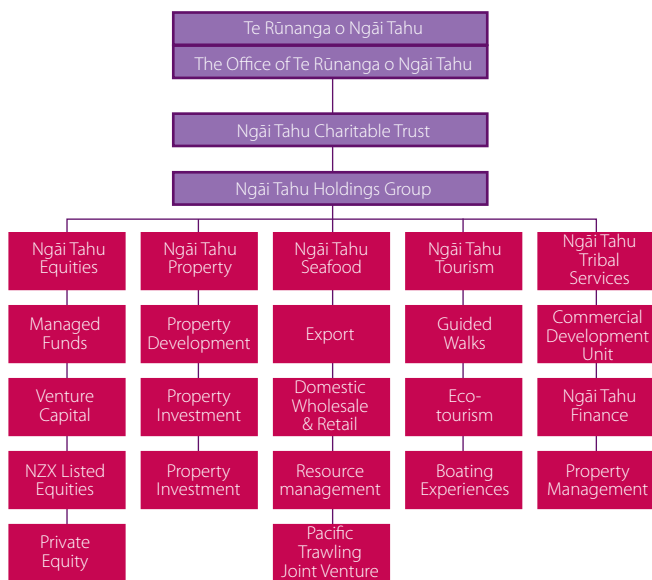 Te Rūnanga o Ngāi Tahu
The Office of Te Rūnanga o Ngāi Tahu
Ngāi Tahu Charitable Trust
Ngāi Tahu Holdings Group
Ngāi Tahu
Equities
Managed
Funds
Venture
Capital
NZX Listed
Equities
Private
Equity
Ngāi Tahu
Property
Property
Development
Property
Investment
Property
Investment
Ngāi Tahu
Seafood
Export
Domestic
Wholesale
& Retail
Resource
management
Pacific
Trawling
Joint Venture
Ngāi Tahu
Tourism
Guided
Walks
Eco-
tourism
Boating
Experiences
Ngāi Tahu
Tribal
Services
Commercial
Development
Unit
Ngāi Tahu
Finance
Property
Management